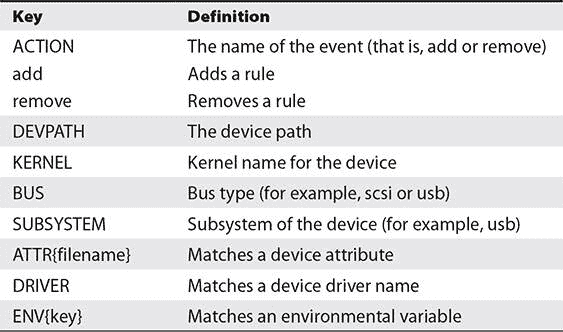 Key Definition
ACTION The name of the event (that is, add or remove)
add Adds a rule
remove Removes a rule
DEVPATH The device path
KERNEL Kernel name for the device
BUS Bus type (for example, scsi or usb)
SUBSYSTEM Subsystem of the device (for example, usb)
ATTR{filename} Matches a device attribute
DRIVER Matches a device driver name
ENV{key} Matches an environmental variable